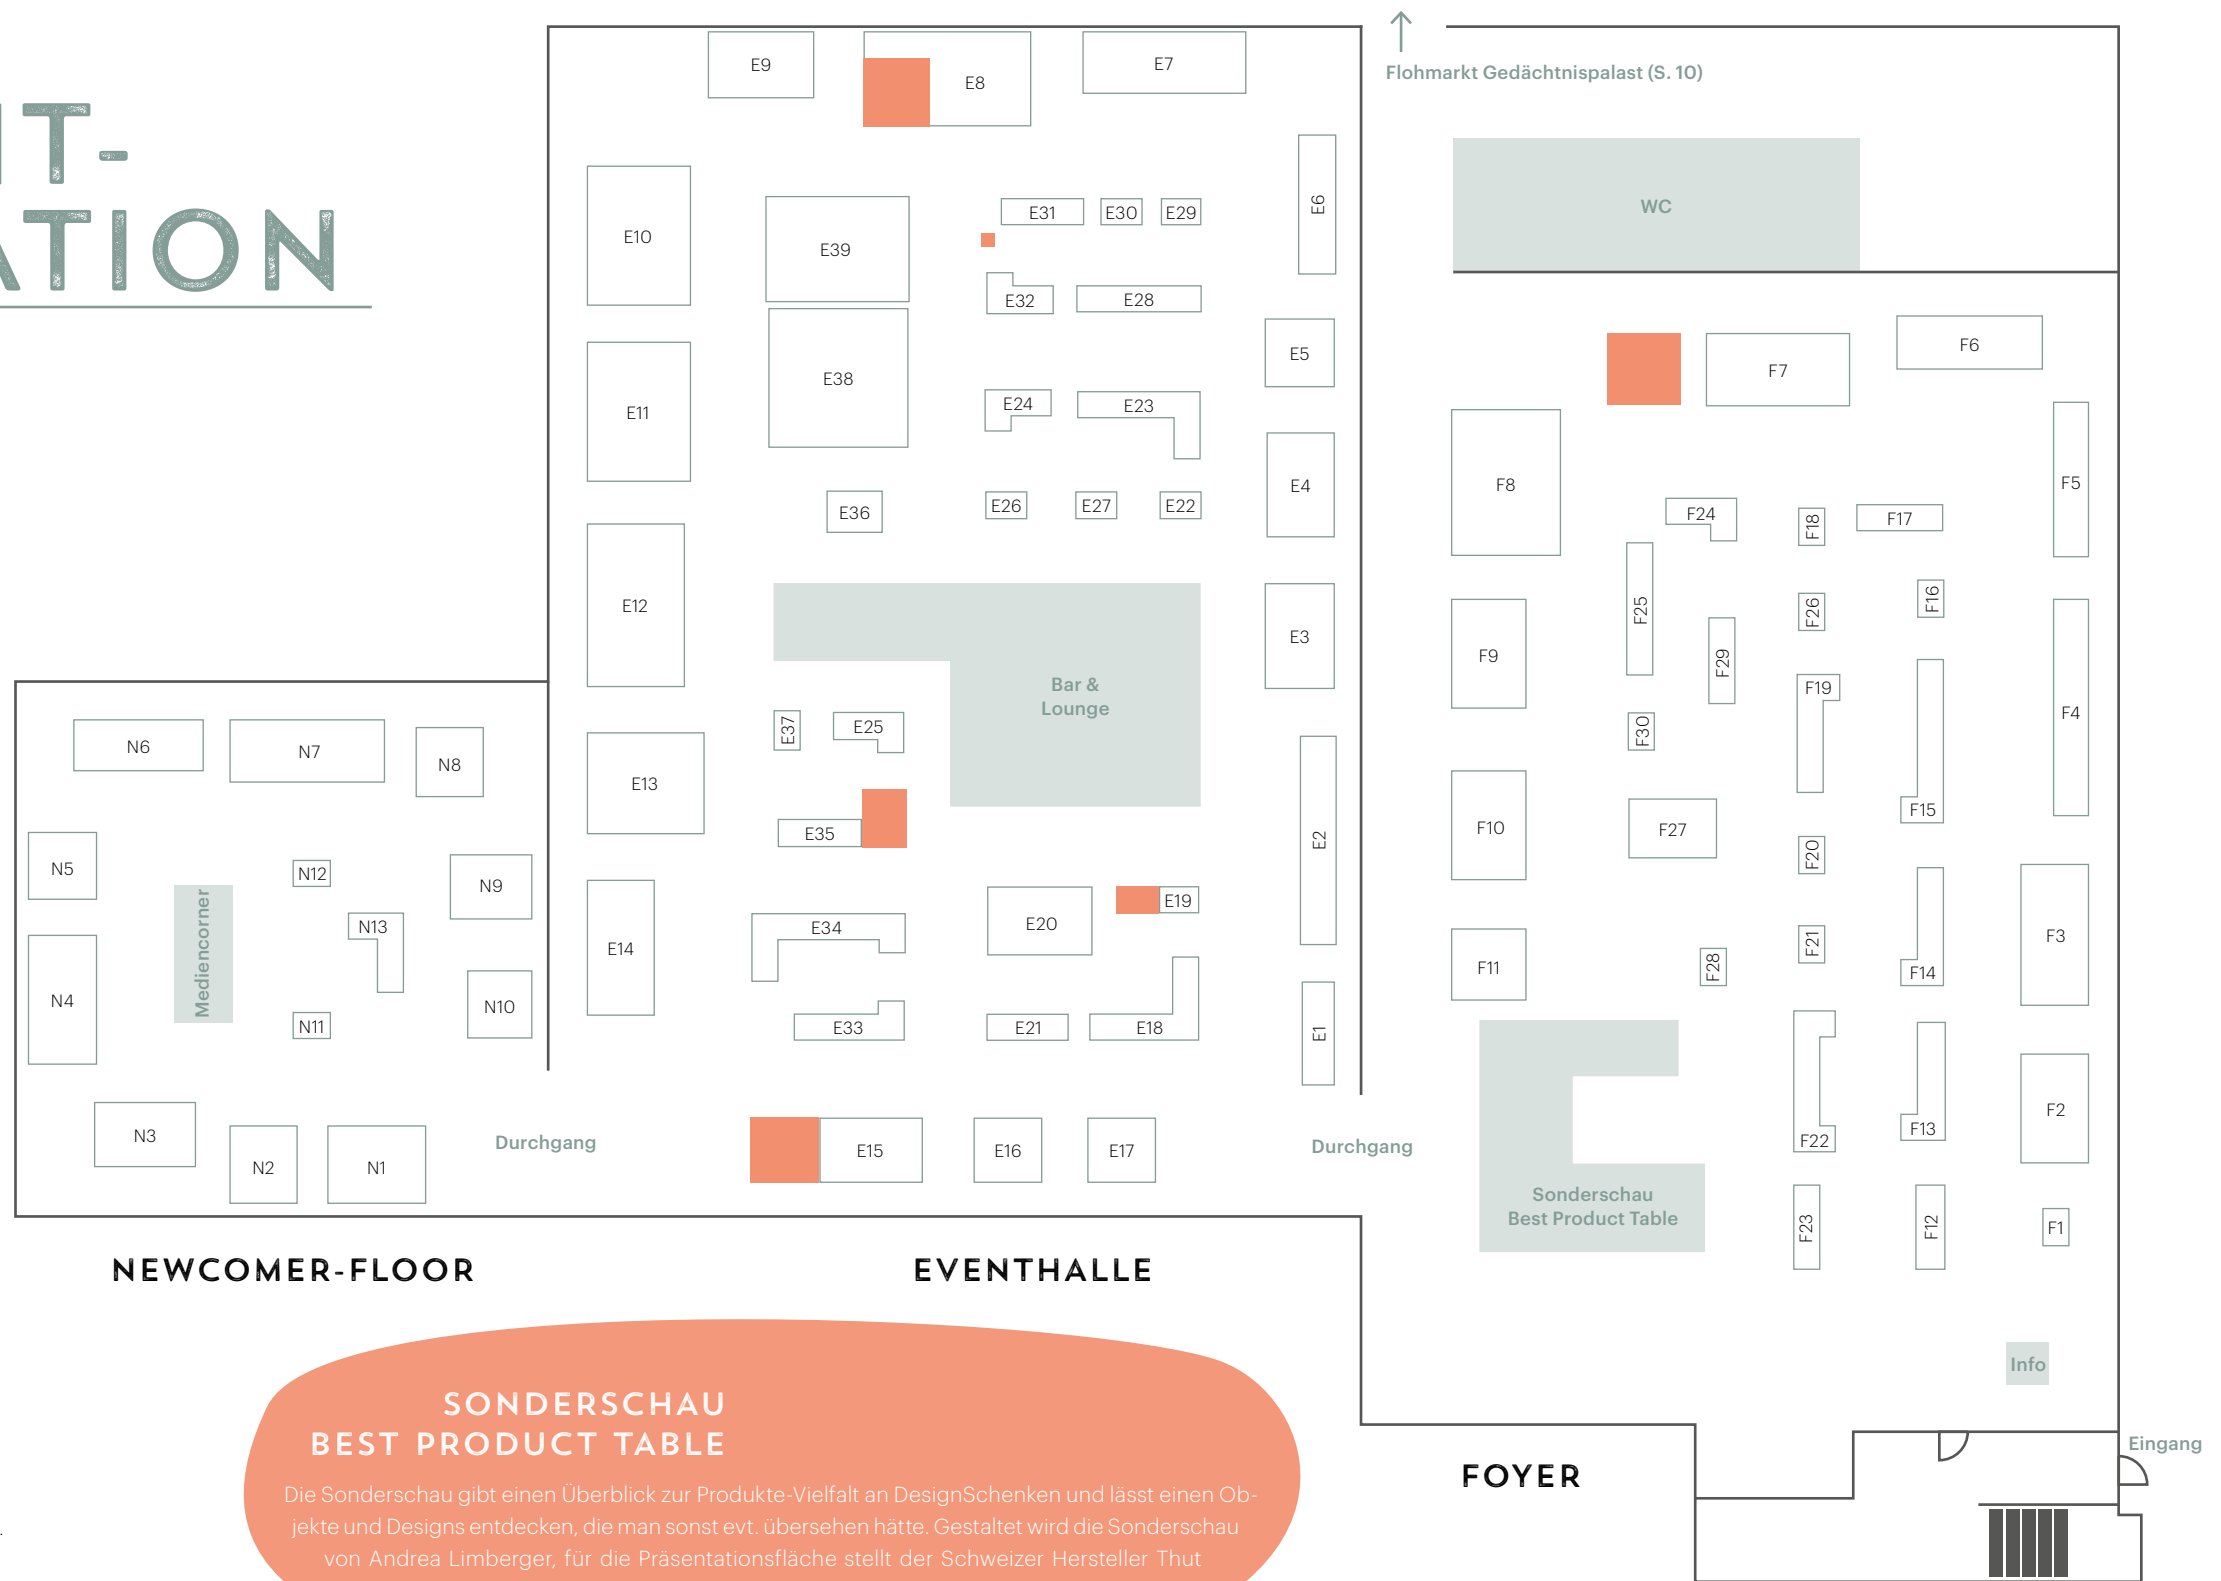 T-
ATION
Flohmarkt Gedächtnispalast (S. 10)
E9
E8
E7
E6
WC
E10
E39
E31
E30
E29
E32
E28
E11
E38
E5
E24
E23
E36
E26
E27
E22
E4
E12
Bar &
Lounge
E3
E13
E37
E25
E35
E2
E14
E34
E20
E19
E33
E21
E18
E1
E15
E16
E17
F7
F6
F8
F24
F18
F17
F5
F9
F25
F29
F26
F16
F19
F4
F30
F10
F27
F15
F20
F11
F28
F21
F14
F3
F22
F13
F2
Sonderschau
Best Product Table
F23
F12
F1
N6
N7
N8
N5
Mediencorner
N12
N9
N13
N4
N11
N10
N3
N2
N1
Durchgang
Durchgang
NEWCOMER-FLOOR
EVENTHALLE
Info
Eingang
FOYER
SONDERSCHAU
BEST PRODUCT TABLE
Die Sonderschau gibt einen Überblick zur Produkte-Vielfalt an DesignSchenken und lässt einen Ob-
jekte und Designs entdecken, die man sonst evt. übersehen hätte. Gestaltet wird die Sonderschau
von Andrea Limberger, für die Präsentationsfläche stellt der Schweizer Hersteller Thut